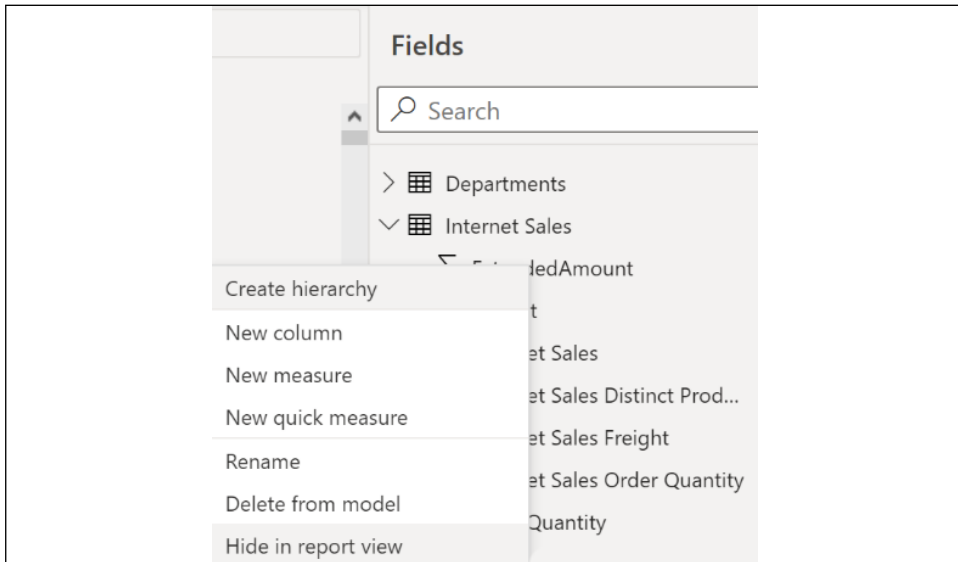 Fields
Search
Departments
Internet Sales
dedAmount
t
et Sales
et Sales Distinct Prod...
et Sales Freight
et Sales Order Quantity
Quantity
Create hierarchy
New column
New measure
New quick measure
Rename
Delete from model
Hide in report view